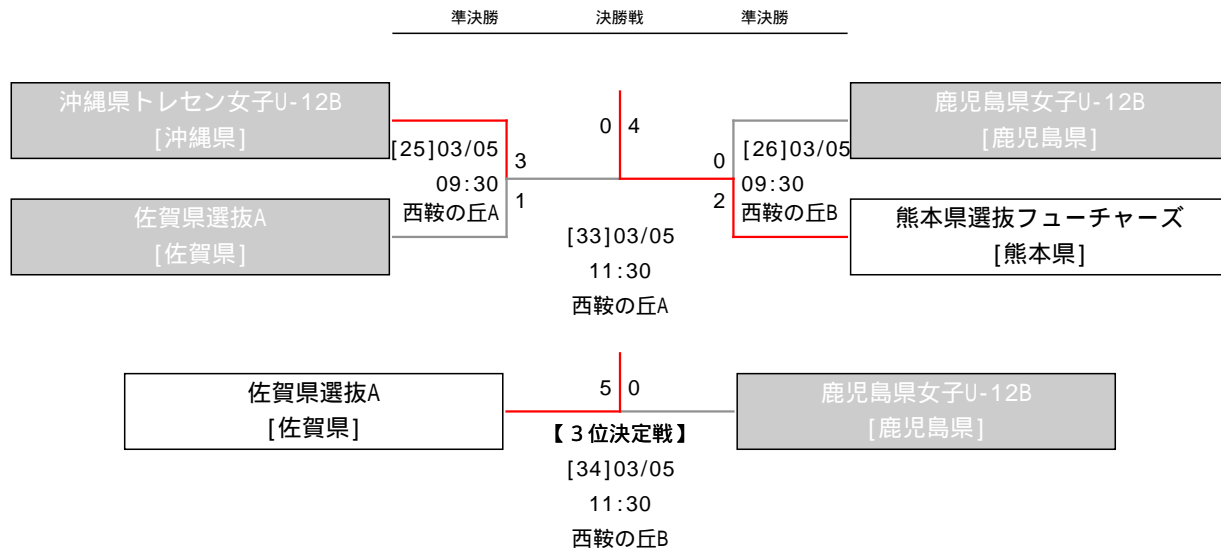 準決勝 決勝戦 準決勝
沖縄県トレセン女子U-12B
[沖縄県]
佐賀県選抜A
[佐賀県]
[25]03/05
09:30
西鞍の丘A
3
1
0 4
[33]03/05
11:30
西鞍の丘A
0
2
[26]03/05
09:30
西鞍の丘B
鹿児島県女子U-12B
[鹿児島県]
熊本県選抜フューチャーズ
[熊本県]
佐賀県選抜A
[佐賀県]
5 0
【３位決定戦】
[34]03/05
11:30
西鞍の丘B
鹿児島県女子U-12B
[鹿児島県]